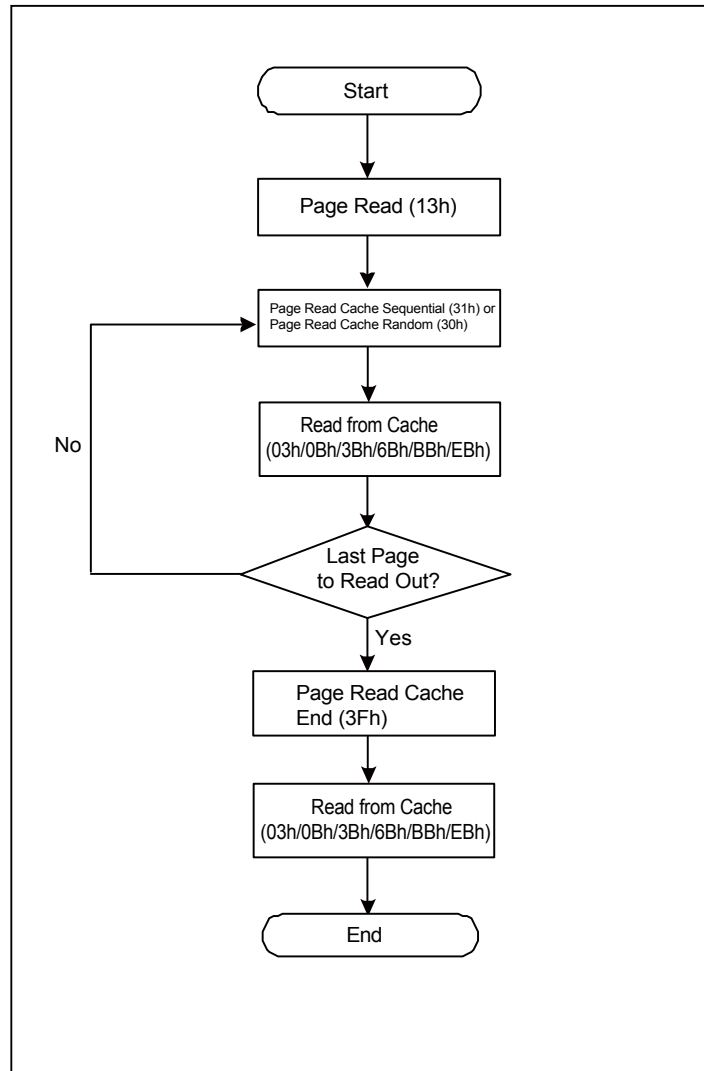 Start
Page Read (13h)
Page Read Cache Sequential (31h) or
Page Read Cache Random (30h)
Read from Cache
(03h/0Bh/3Bh/6Bh/BBh/EBh)
No
Last Page
to Read Out?
Yes
Page Read Cache
End (3Fh)
Read from Cache
(03h/0Bh/3Bh/6Bh/BBh/EBh)
End